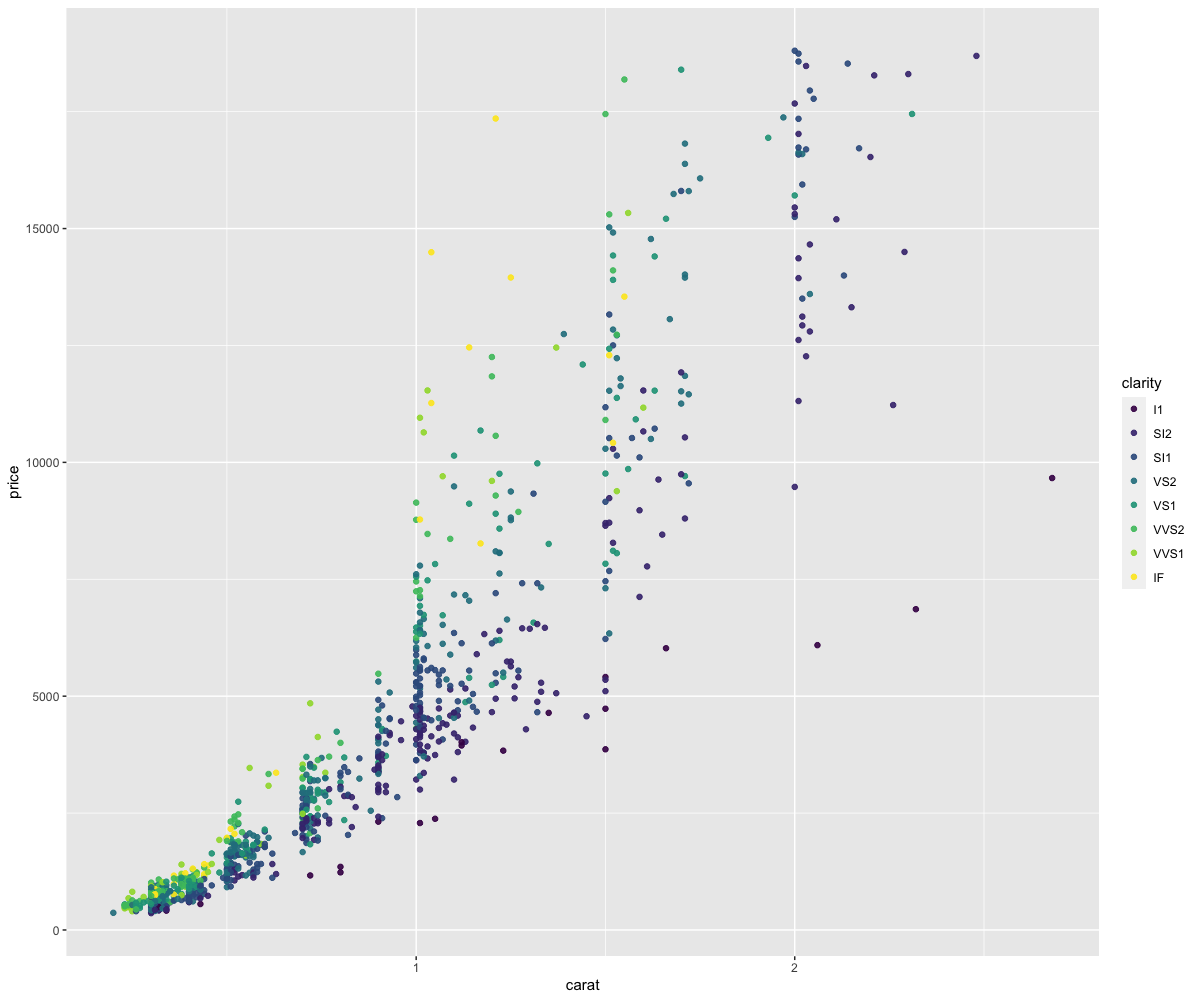 price
15000
10000
5000
0
1
2
carat
clarity
I1
SI2
SI1
VS2
VS1
VVS2
VVS1
IF